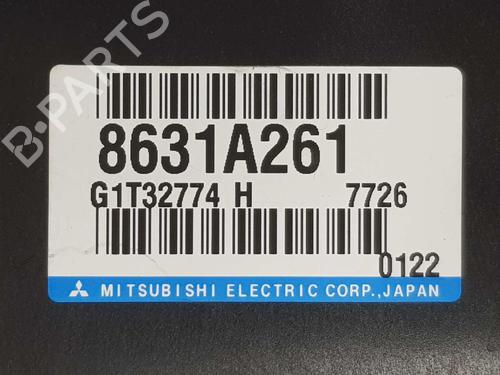 B-PARTS
8631A261
G1T32774 H 7726
0122
MITSUBISHI ELECTRIC CORP.,JAPAN